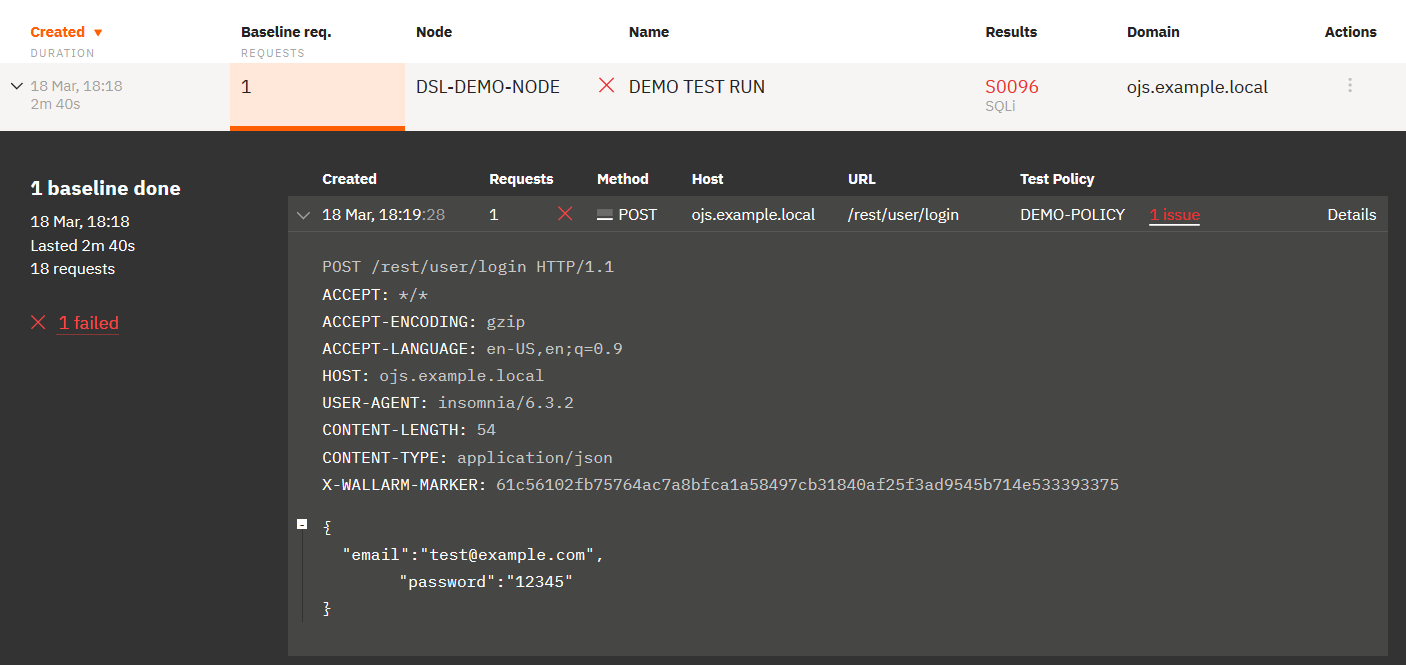 Created ▼ Baseline req. Node Name Results Domain Actions
DURATION REQUESTS
18 Mar, 18:18 1 DSL-DEMO-NODE DEMO TEST RUN S0096 ojs.example.local
2m 40s SQLi
1 baseline done
18 Mar, 18:18
Lasted 2m 40s
18 requests
1 failed
Created Requests Method Host URL Test Policy
18 Mar, 18:19:28 1 POST ojs.example.local /rest/user/login DEMO-POLICY 1 issue Details
POST /rest/user/login HTTP/1.1
ACCEPT: */*
ACCEPT-ENCODING: gzip
ACCEPT-LANGUAGE: en-US,en;q=0.9
HOST: ojs.example.local
USER-AGENT: insomnia/6.3.2
CONTENT-LENGTH: 54
CONTENT-TYPE: application/json
X-WALLARM-MARKER: 61c56102fb75764ac7a8bfca1a58497cb31840af25f3ad9545b714e533393375
{
"email":"test@example.com",
"password":"12345"
}